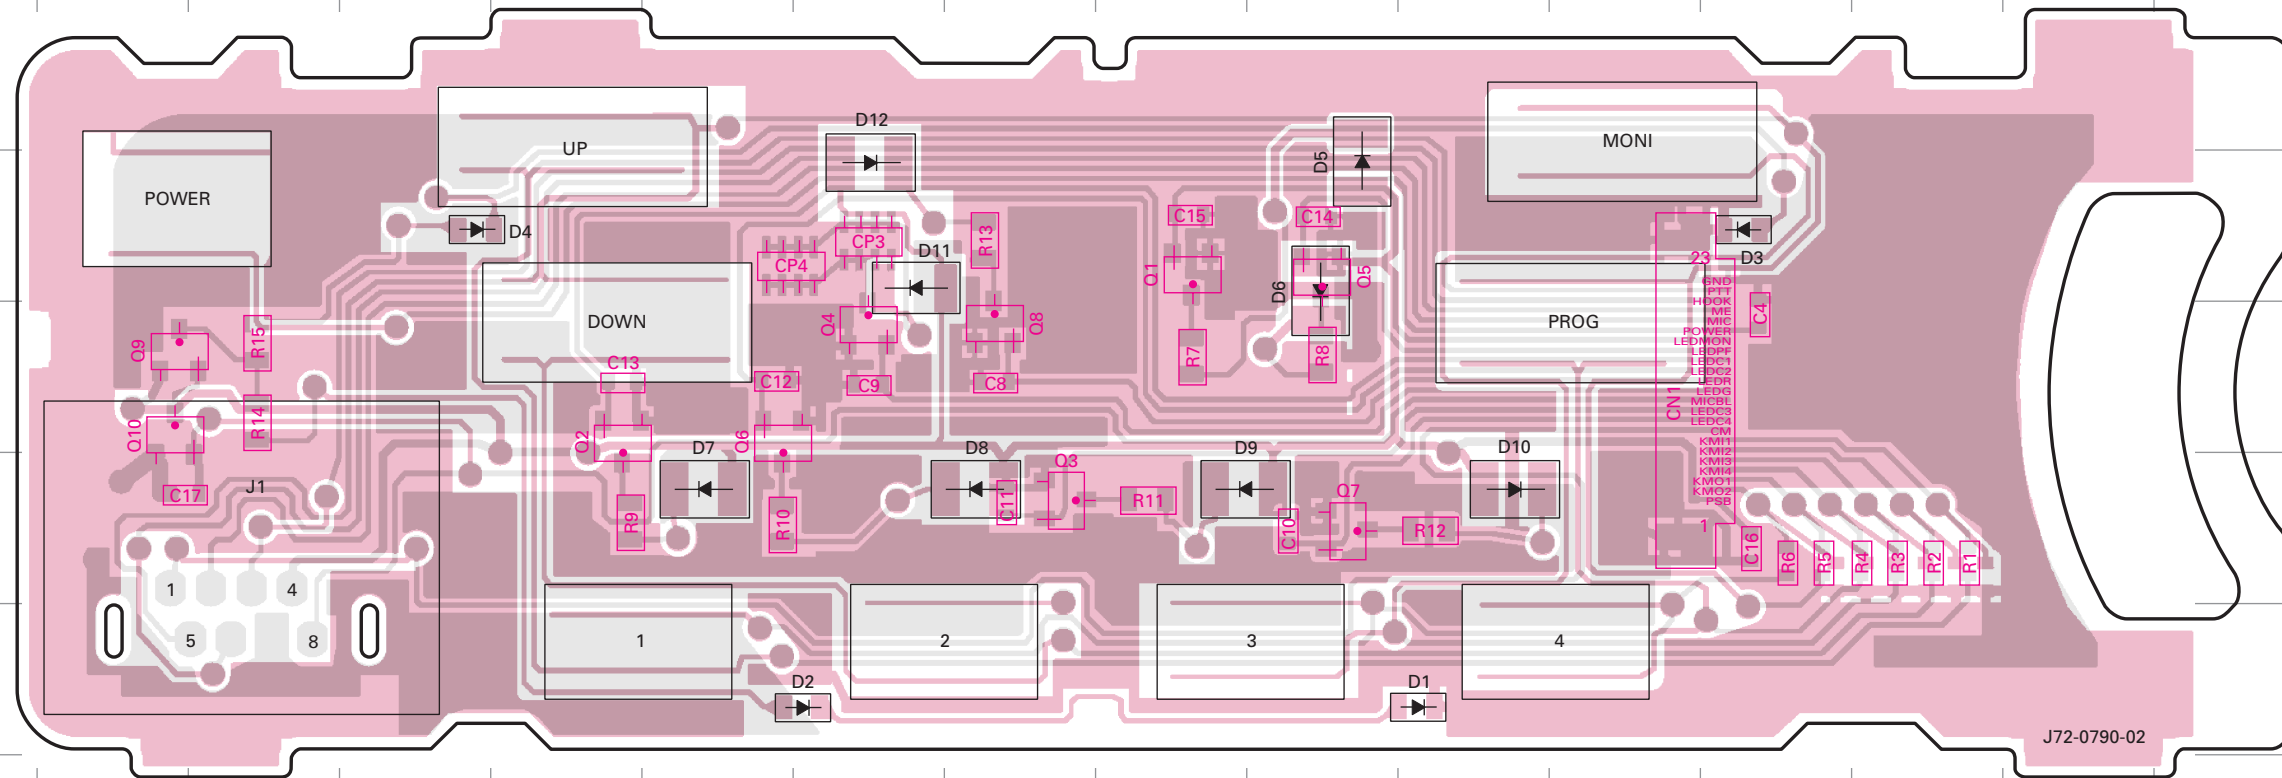 D12
UP
D5
MONI
POWER
D4
C15
C14
CP3
R13
D11
CP4
Q1
D6
Q5
D3
23
GND
PTT
HOOK
ME
MIC
POWER
LEDMON
LEDPF
LEDC1
LEDC2
LEDR
LEDG
MICBL
LEDC3
LEDC4
CM
KMI1
KMI2
KMI3
KMI4
KMO1
KMO2
PSB
1
CN1
C4
DOWN
PROG
Q4
Q8
Q9
R15
R7
R8
C13
C12
C9
C8
Q10
R14
Q2
Q6
D7
D8
D9
D10
Q3
C17
J1
C11
R11
Q7
R9
R10
C10
R12
C16
R6
R5
R4
R3
R2
R1
1
4
5
8
1
2
3
4
D2
D1
J72-0790-02